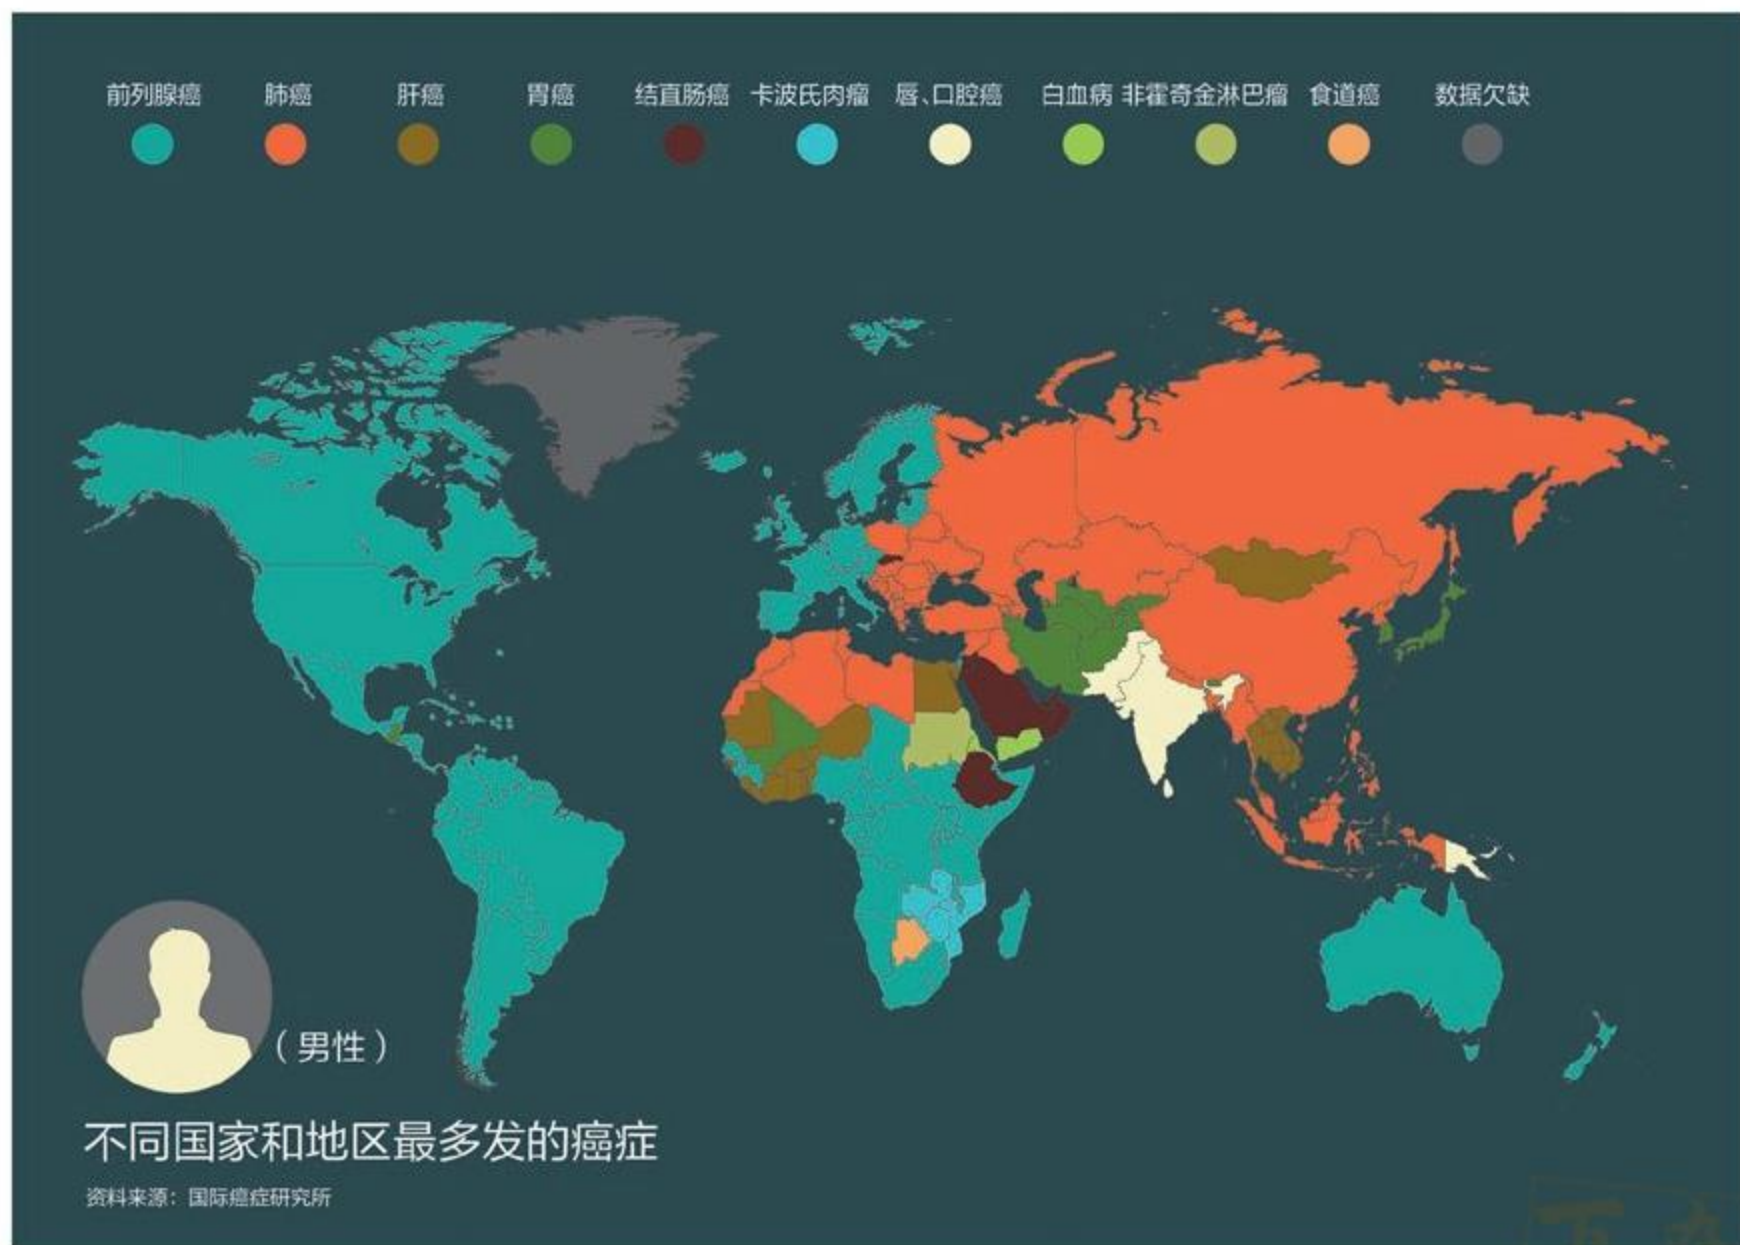 前列腺癌 肺癌 肝癌 胃癌 结直肠癌 卡波氏肉瘤 唇、口腔癌 白血病 非霍奇金淋巴瘤 食道癌 数据欠缺
（男性）
不同国家和地区最多发的癌症
资料来源：国际癌症研究所